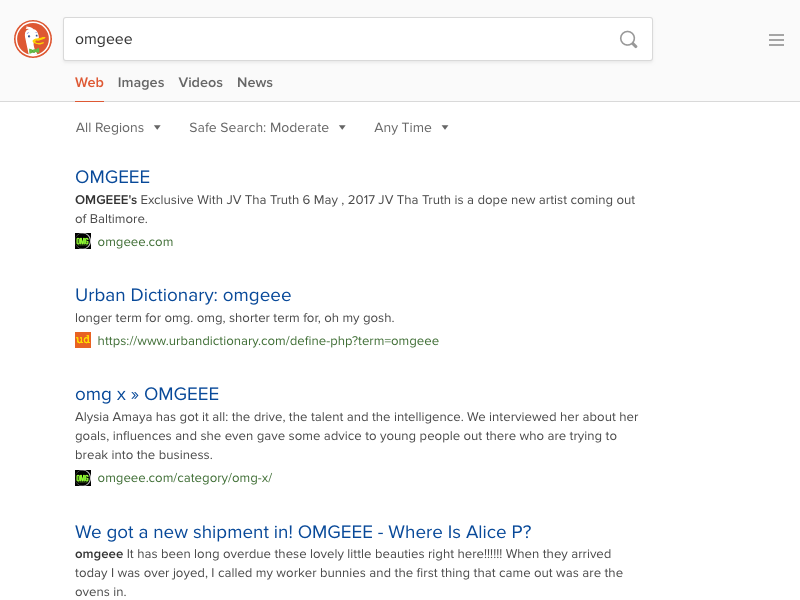 omgeee
Web Images Videos News
All Regions Safe Search: Moderate Any Time
OMGEEE
OMGEEE's Exclusive With JV Tha Truth 6 May , 2017 JV Tha Truth is a dope new artist coming out
of Baltimore.
OMG omgeee.com
Urban Dictionary: omgeee
longer term for omg. omg, shorter term for, oh my gosh.
ud https://www.urbandictionary.com/define-php?term=omgeee
omg x » OMGEEE
Alysia Amaya has got it all: the drive, the talent and the intelligence. We interviewed her about her
goals, influences and she even gave some advice to young people out there who are trying to
break into the business.
OMG omgeee.com/category/omg-x/
We got a new shipment in! OMGEEE - Where Is Alice P?
omgeee It has been long overdue these lovely little beauties right here!!!!!! When they arrived
today I was over joyed, I called my worker bunnies and the first thing that came out was are the
ovens in.